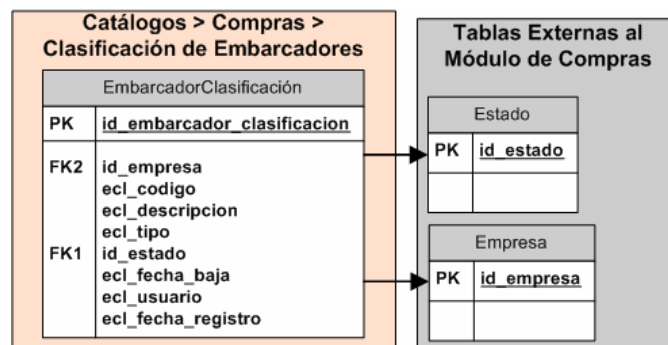 Catálogos > Compras >
Clasificación de Embarcadores
EmbarcadorClasificación
PK id_embarcador_clasificacion
FK2 id_empresa
ecl_codigo
ecl_descripcion
ecl_tipo
FK1 id_estado
ecl_fecha_baja
ecl_usuario
ecl_fecha_registro
Tablas Externas al
Módulo de Compras
Estado
PK id_estado
Empresa
PK id_empresa